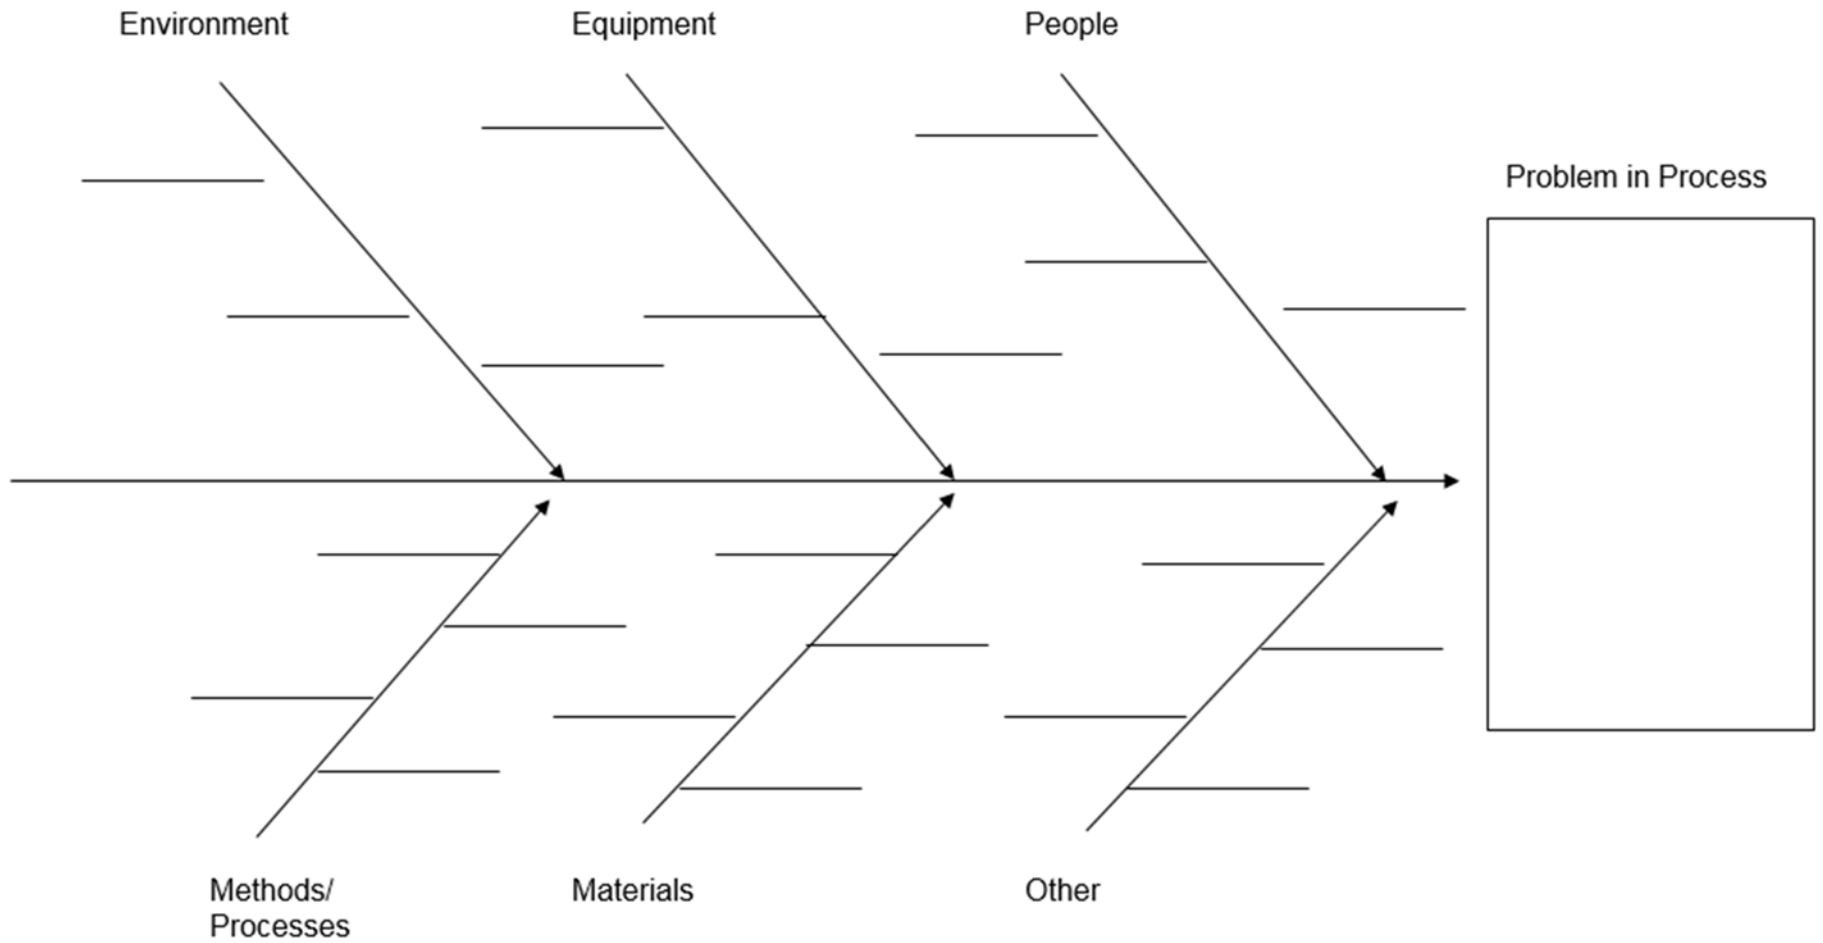 Environment
Equipment
People
Problem in Process
Methods/
Processes
Materials
Other